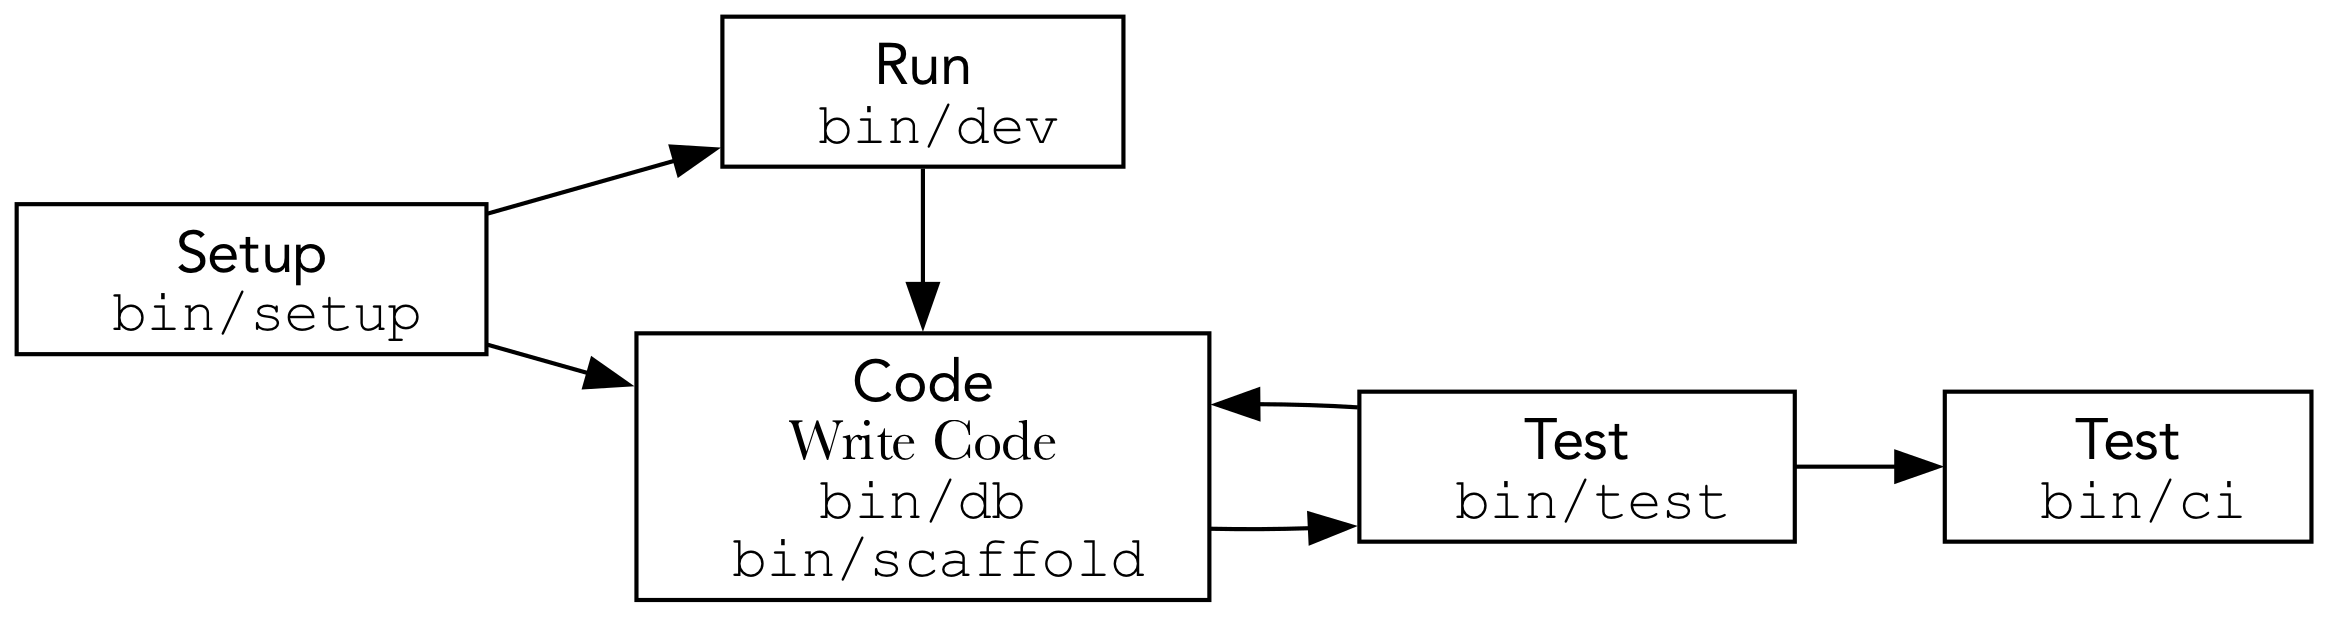 Run
bin/dev
Setup
bin/setup
Code
Write Code
bin/db
bin/scaffold
Test
bin/test
Test
bin/ci